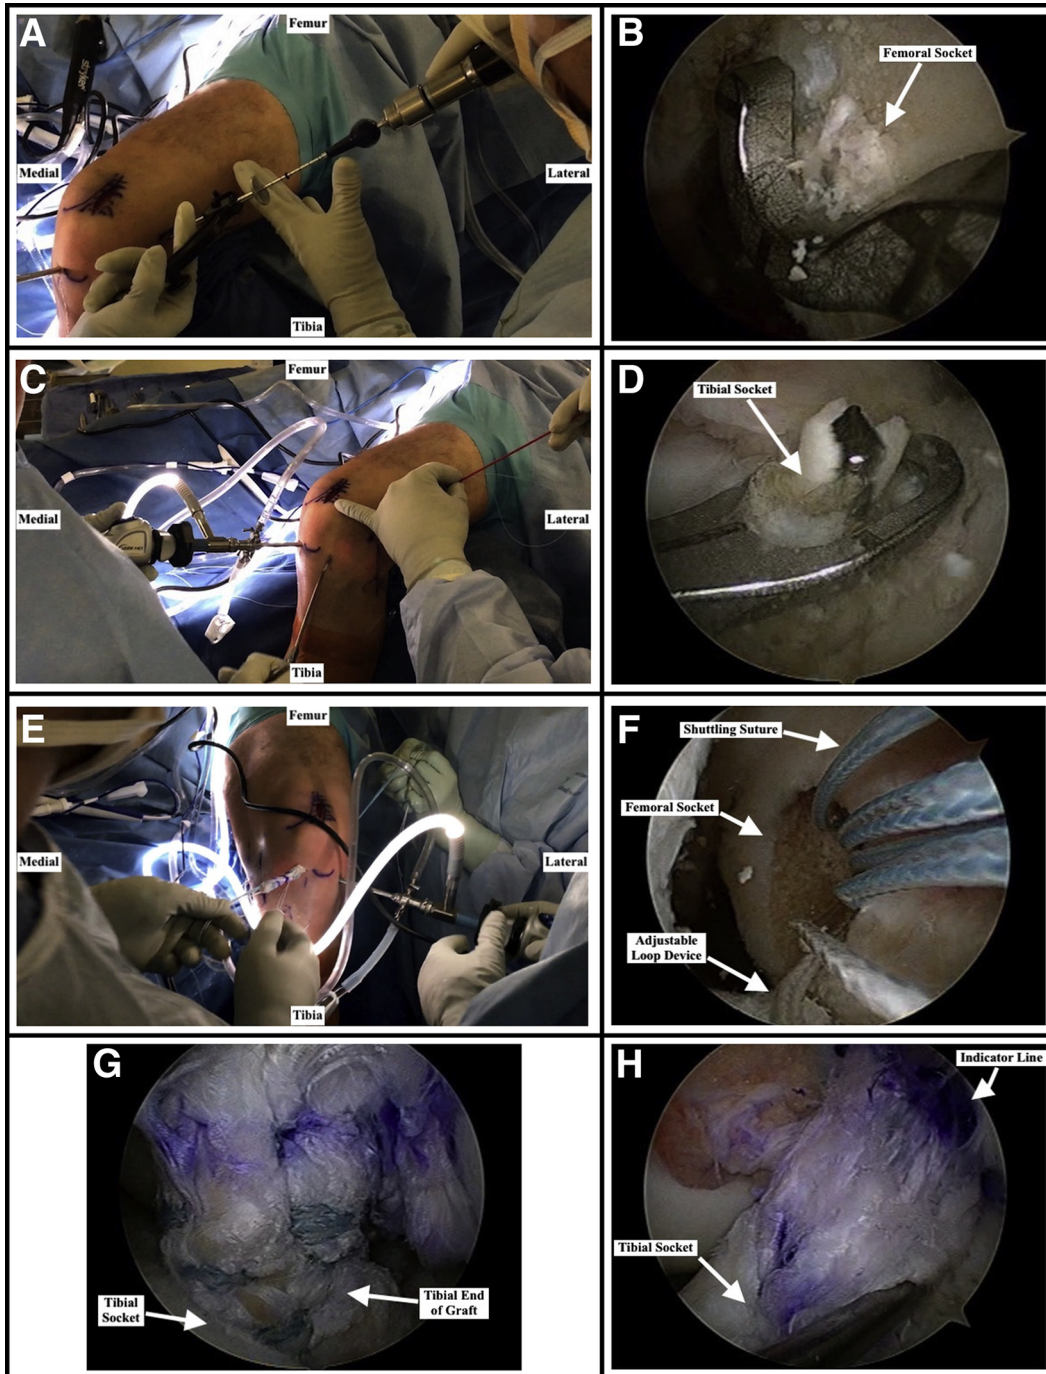 A
Femur
stryker
Medial
Lateral
Tibia
B
Femoral Socket
C
Femur
Medial
Lateral
Tibia
D
Tibial Socket
E
Femur
Medial
Lateral
Tibia
F
Shuttling Suture
Femoral Socket
Adjustable
Loop Device
G
Tibial
Socket
Tibial End
of Graft
H
Indicator Line
Tibial Socket